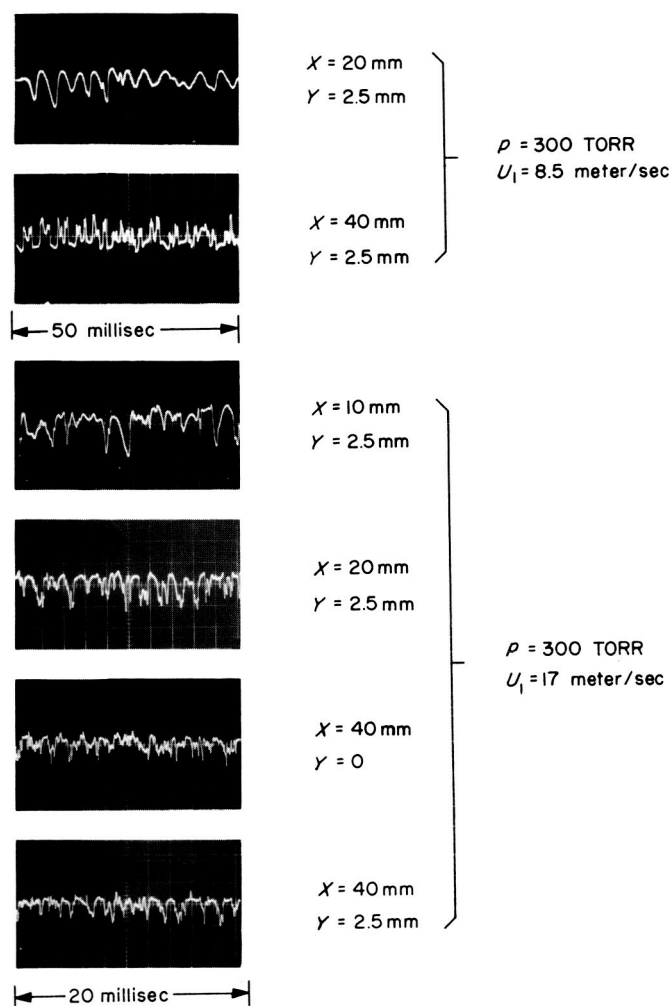 X = 20 mm
Y = 2.5 mm
p = 300 TORR
U₁ = 8.5 meter/sec
X = 40 mm
Y = 2.5 mm
50 millisec
X = 10 mm
Y = 2.5 mm
X = 20 mm
Y = 2.5 mm
p = 300 TORR
U₁ = 17 meter/sec
X = 40 mm
Y = 0
X = 40 mm
Y = 2.5 mm
20 millisec